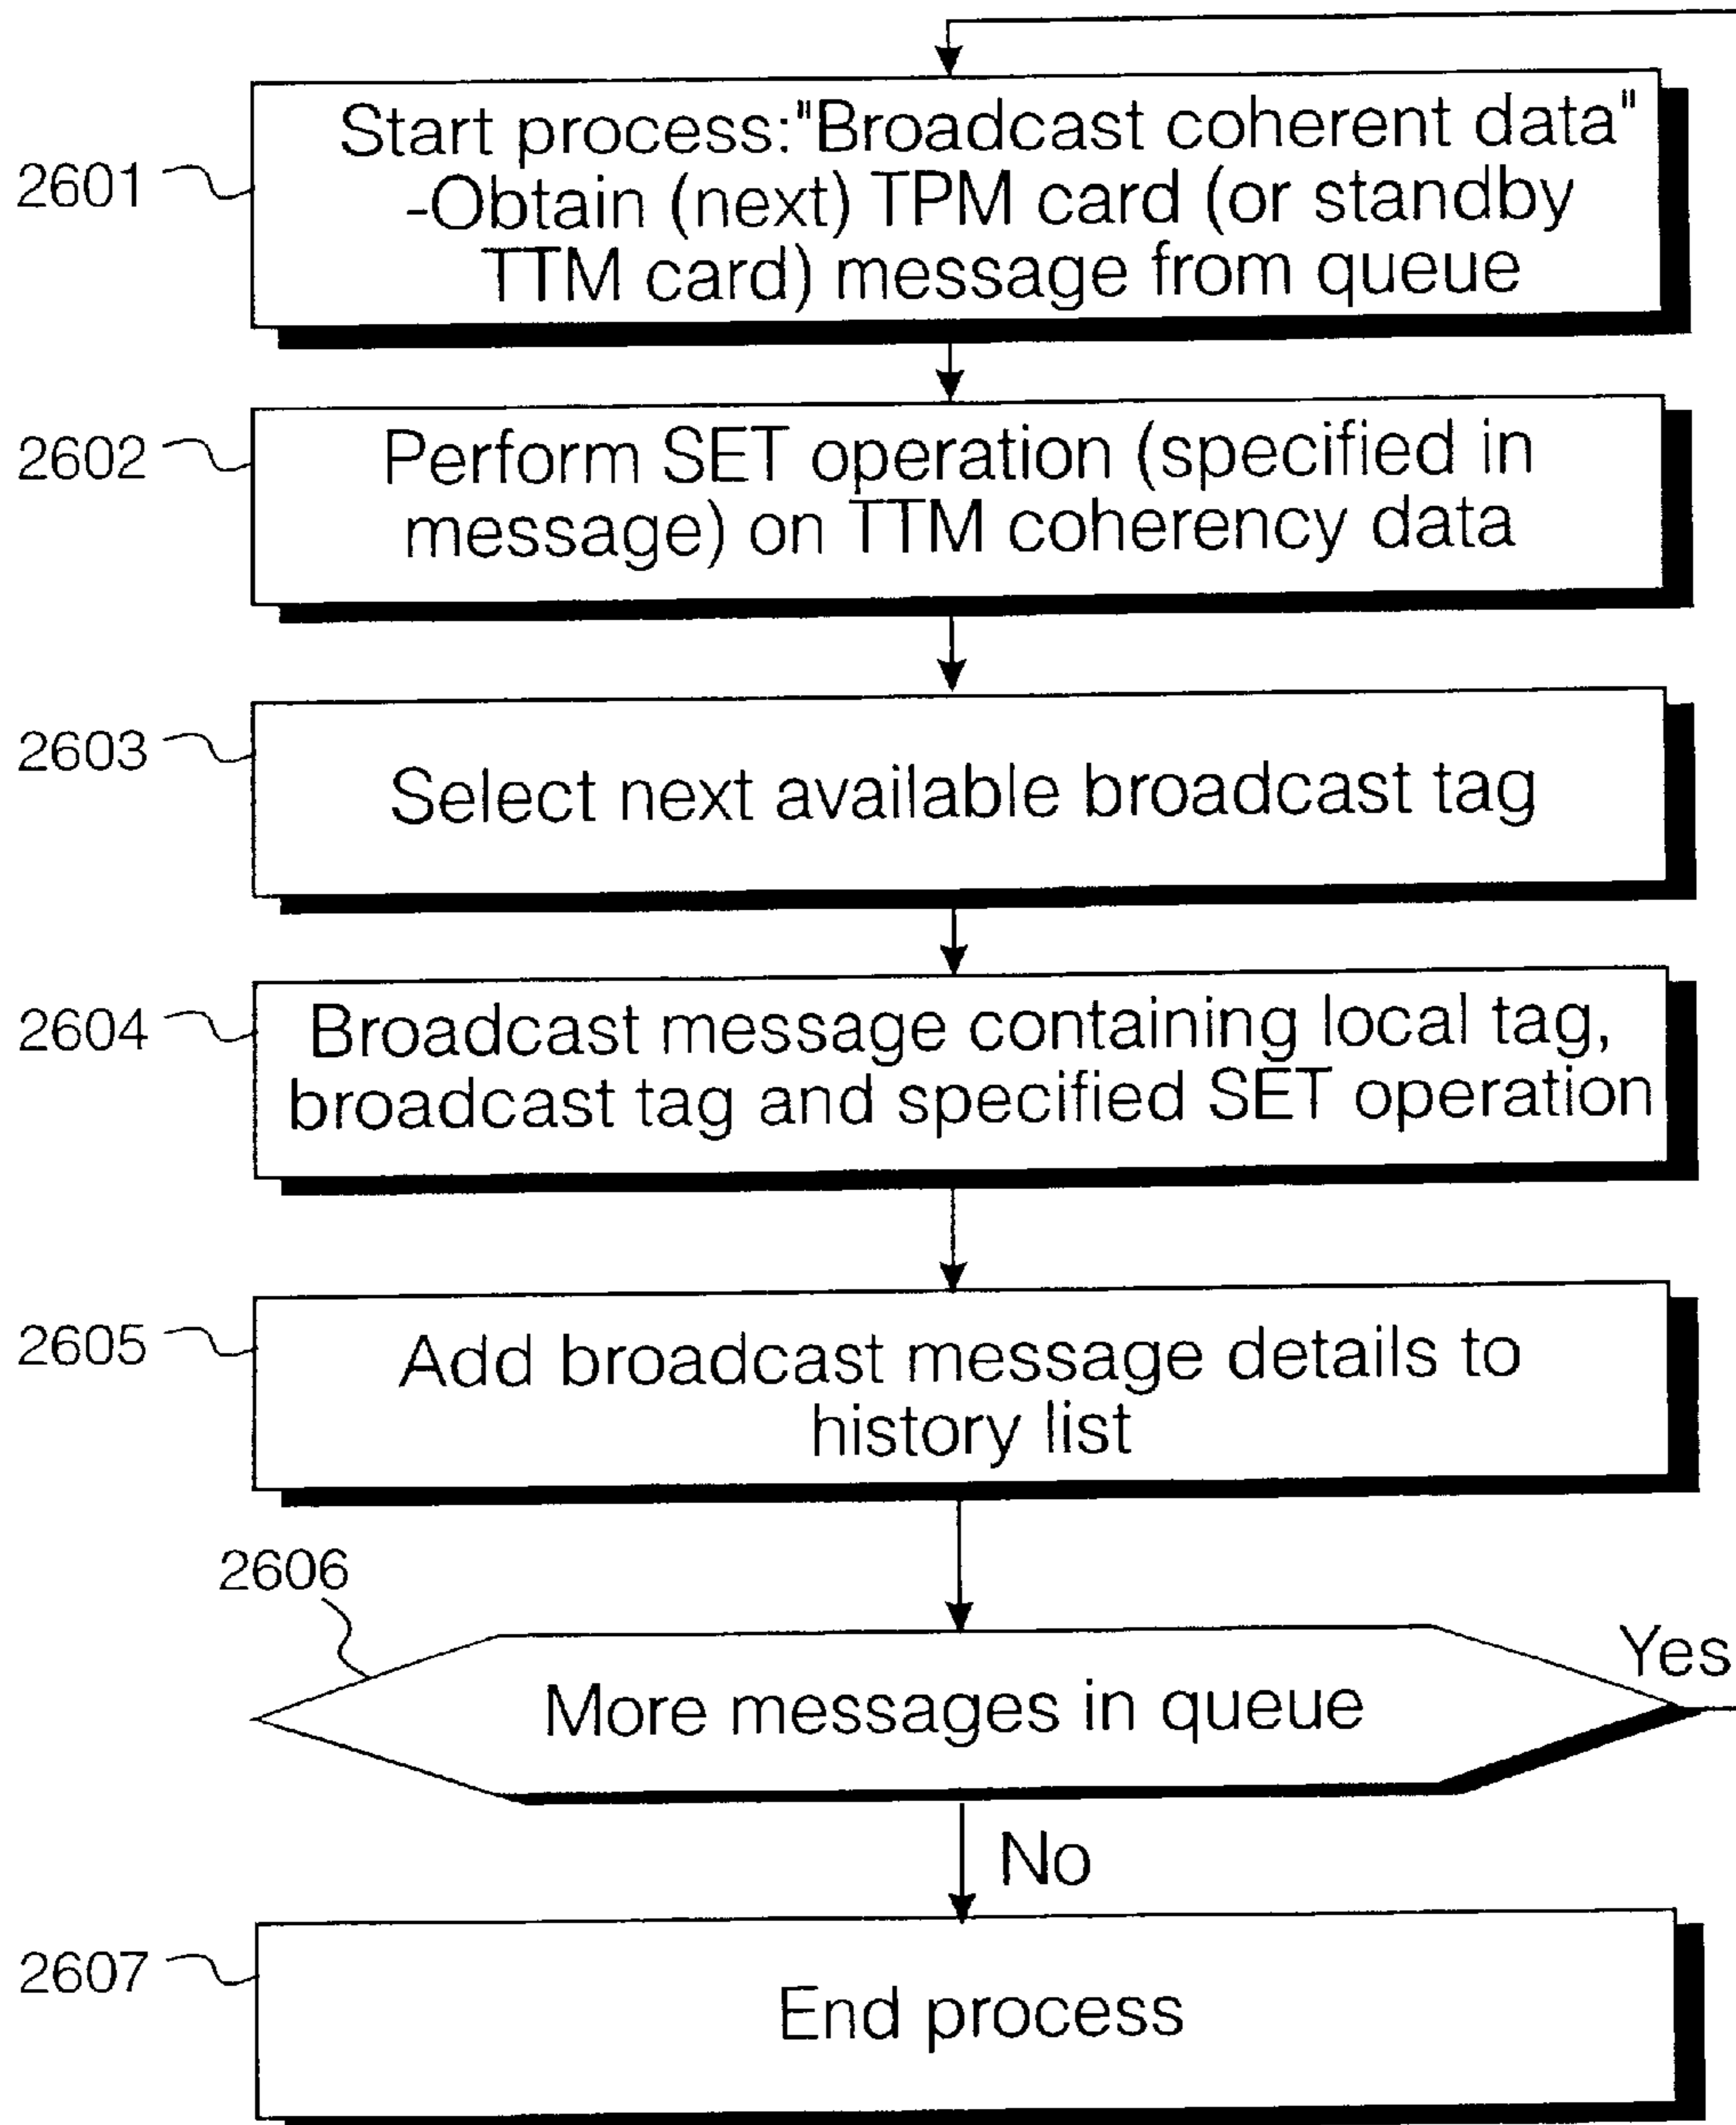 2601
Start process:"Broadcast coherent data"
-Obtain (next) TPM card (or standby
TTM card) message from queue
2602
Perform SET operation (specified in
message) on TTM coherency data
2603
Select next available broadcast tag
2604
Broadcast message containing local tag,
broadcast tag and specified SET operation
2605
Add broadcast message details to
history list
2606
More messages in queue
Yes
No
2607
End process